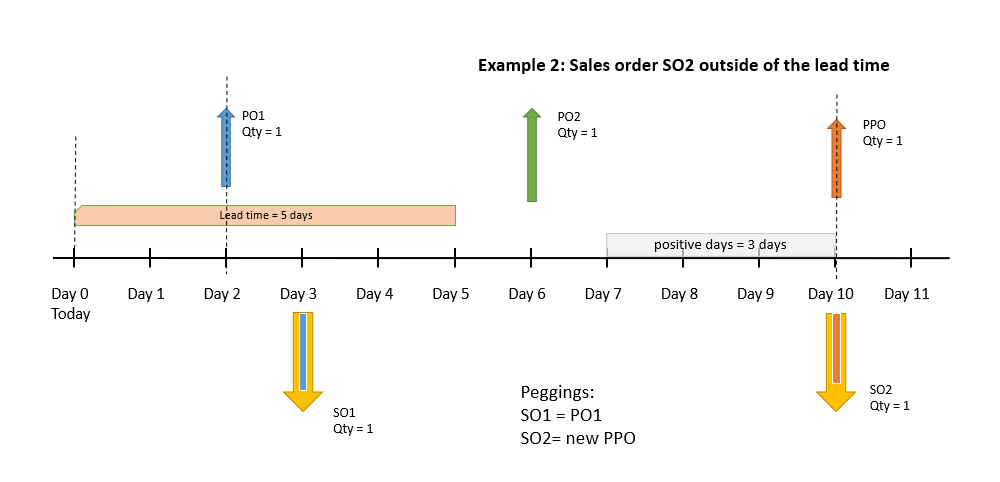 Example 2: Sales order SO2 outside of the lead time
PO1
Qty = 1
PO2
Qty = 1
PPO
Qty = 1
Lead time = 5 days
positive days = 3 days
Day 0
Today
Day 1
Day 2
Day 3
Day 4
Day 5
Day 6
Day 7
Day 8
Day 9
Day 10
Day 11
SO1
Qty = 1
Peggings:
SO1 = PO1
SO2= new PPO
SO2
Qty = 1